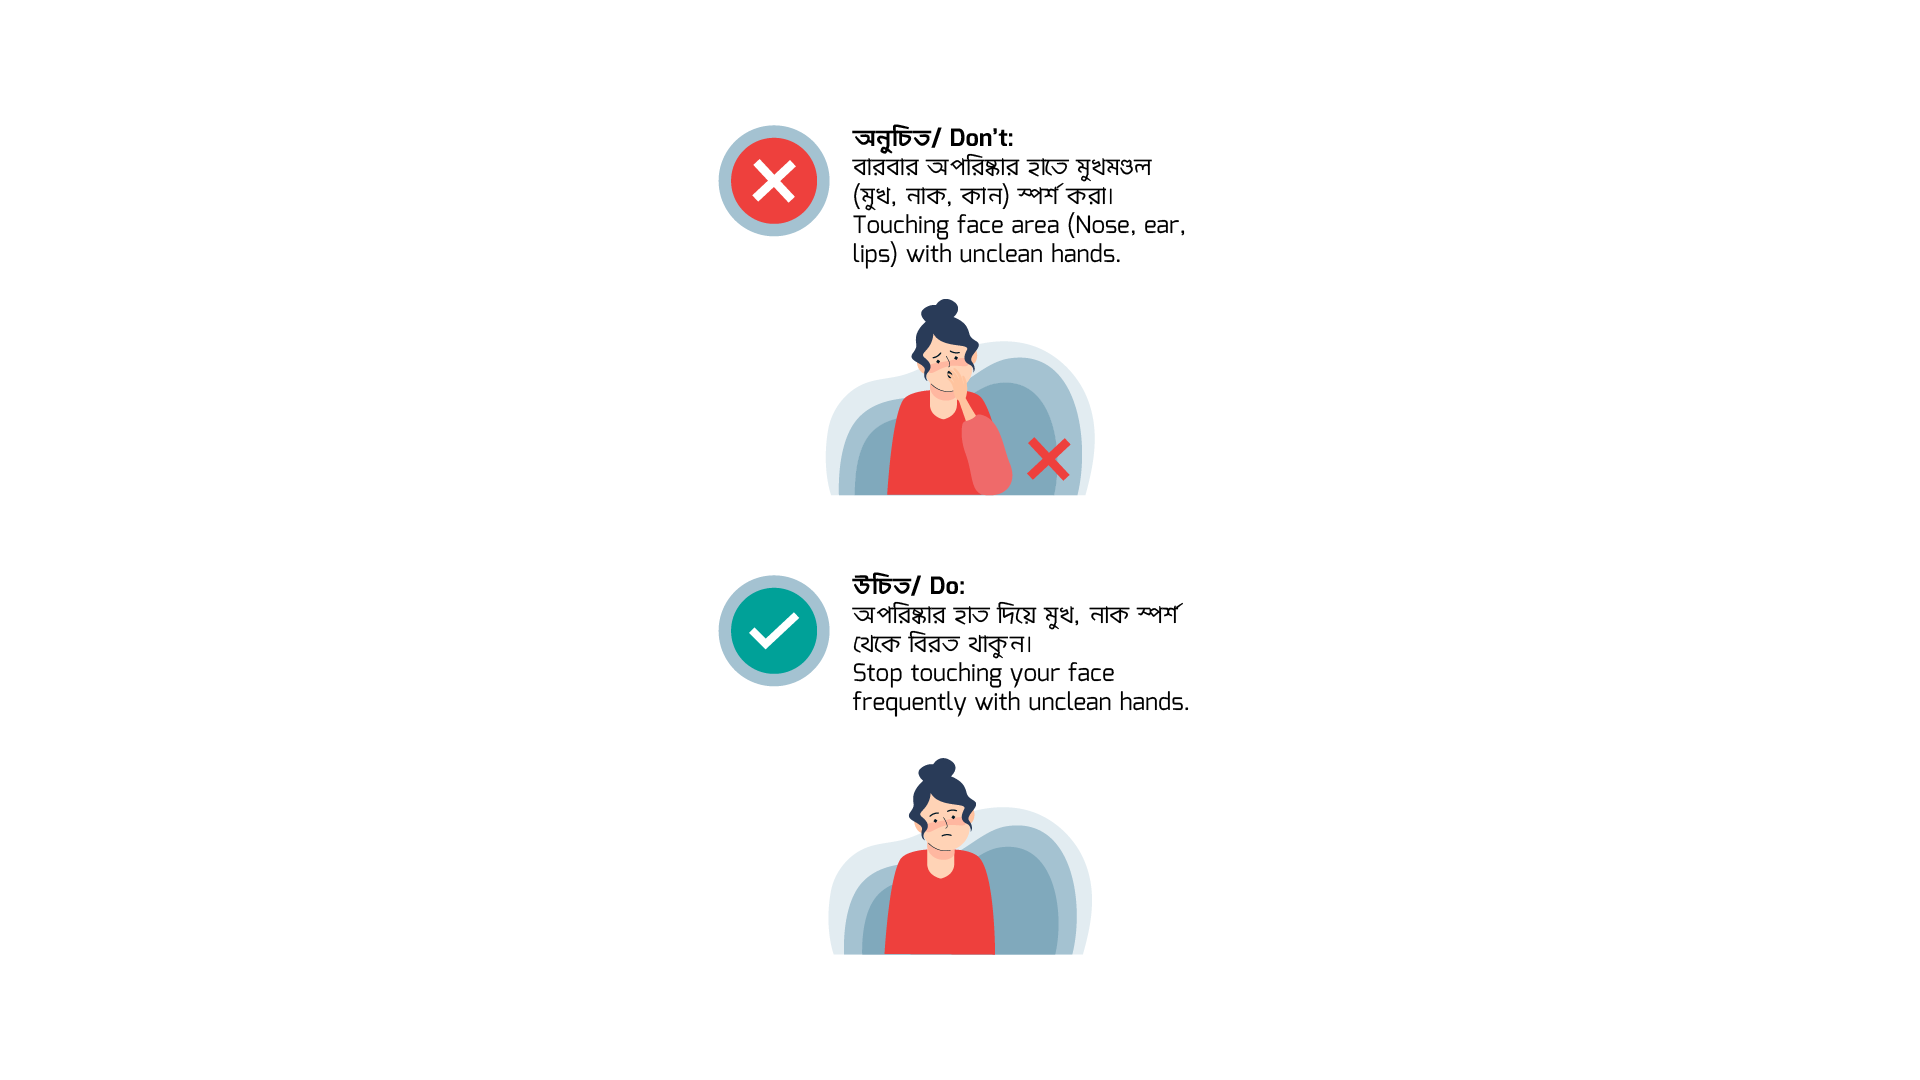 অনুচিত/ Don't:
বারবার অপরিষ্কার হাতে মুখমণ্ডল
(মুখ, নাক, কান) স্পর্শ করা।
Touching face area (Nose, ear,
lips) with unclean hands.
উচিত/ Do:
অপরিষ্কার হাত দিয়ে মুখ, নাক স্পর্শ
থেকে বিরত থাকুন।
Stop touching your face
frequently with unclean hands.